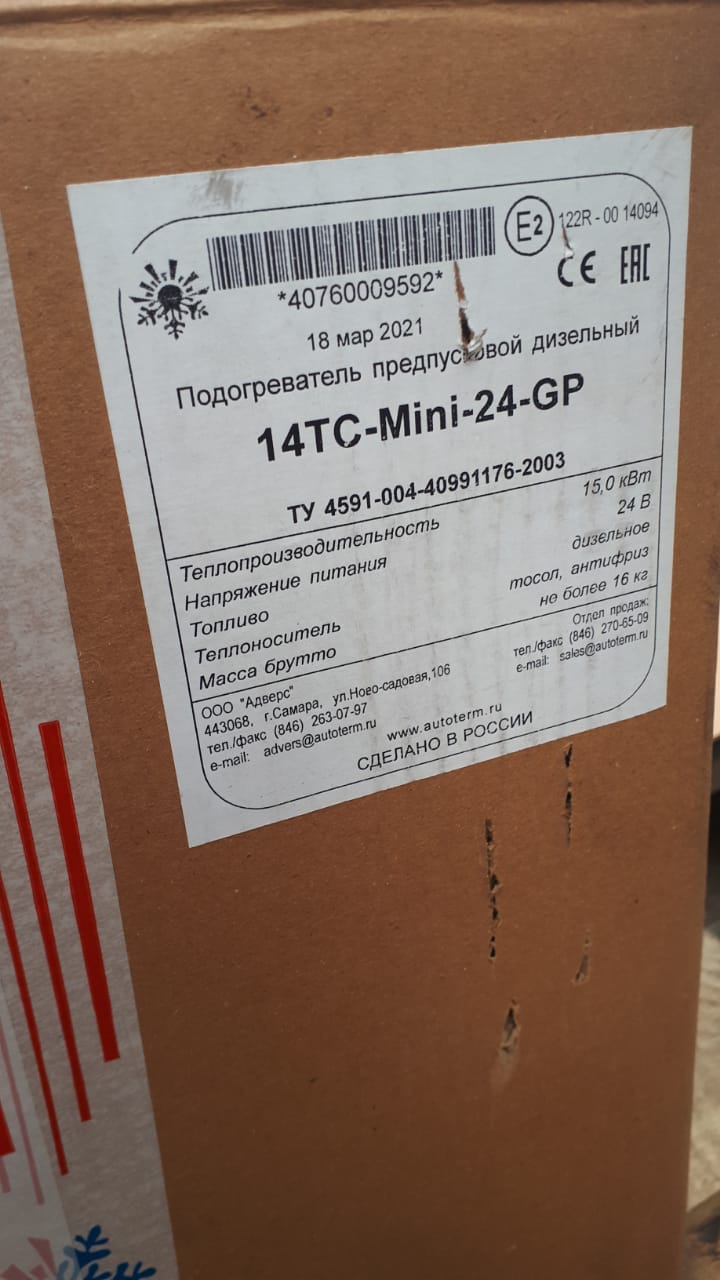 E2 122R - 00 14094
*40760009592*
CE EAC
18 мар 2021
Подогреватель предпусковой дизельный
14ТС-Mini-24-GP
ТУ 4591-004-40991176-2003
Теплопроизводительность 15,0 кВт
Напряжение питания 24 В
Топливо дизельное
Теплоноситель тосол, антифриз
Масса брутто не более 16 кг
ООО "Адверс"
443068, г.Самара, ул.Ново-садовая,106
тел./факс (846) 263-07-97
e-mail: advers@autoterm.ru
Отдел продаж:
тел./факс (846) 270-65-09
e-mail: sales@autoterm.ru
www.autoterm.ru
СДЕЛАНО В РОССИИ